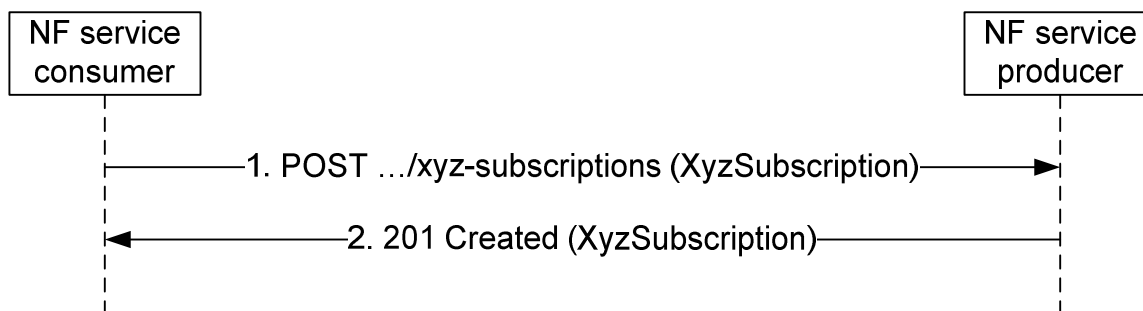 NF service
consumer
NF service
producer
1. POST …/xyz-subscriptions (XyzSubscription)
2. 201 Created (XyzSubscription)